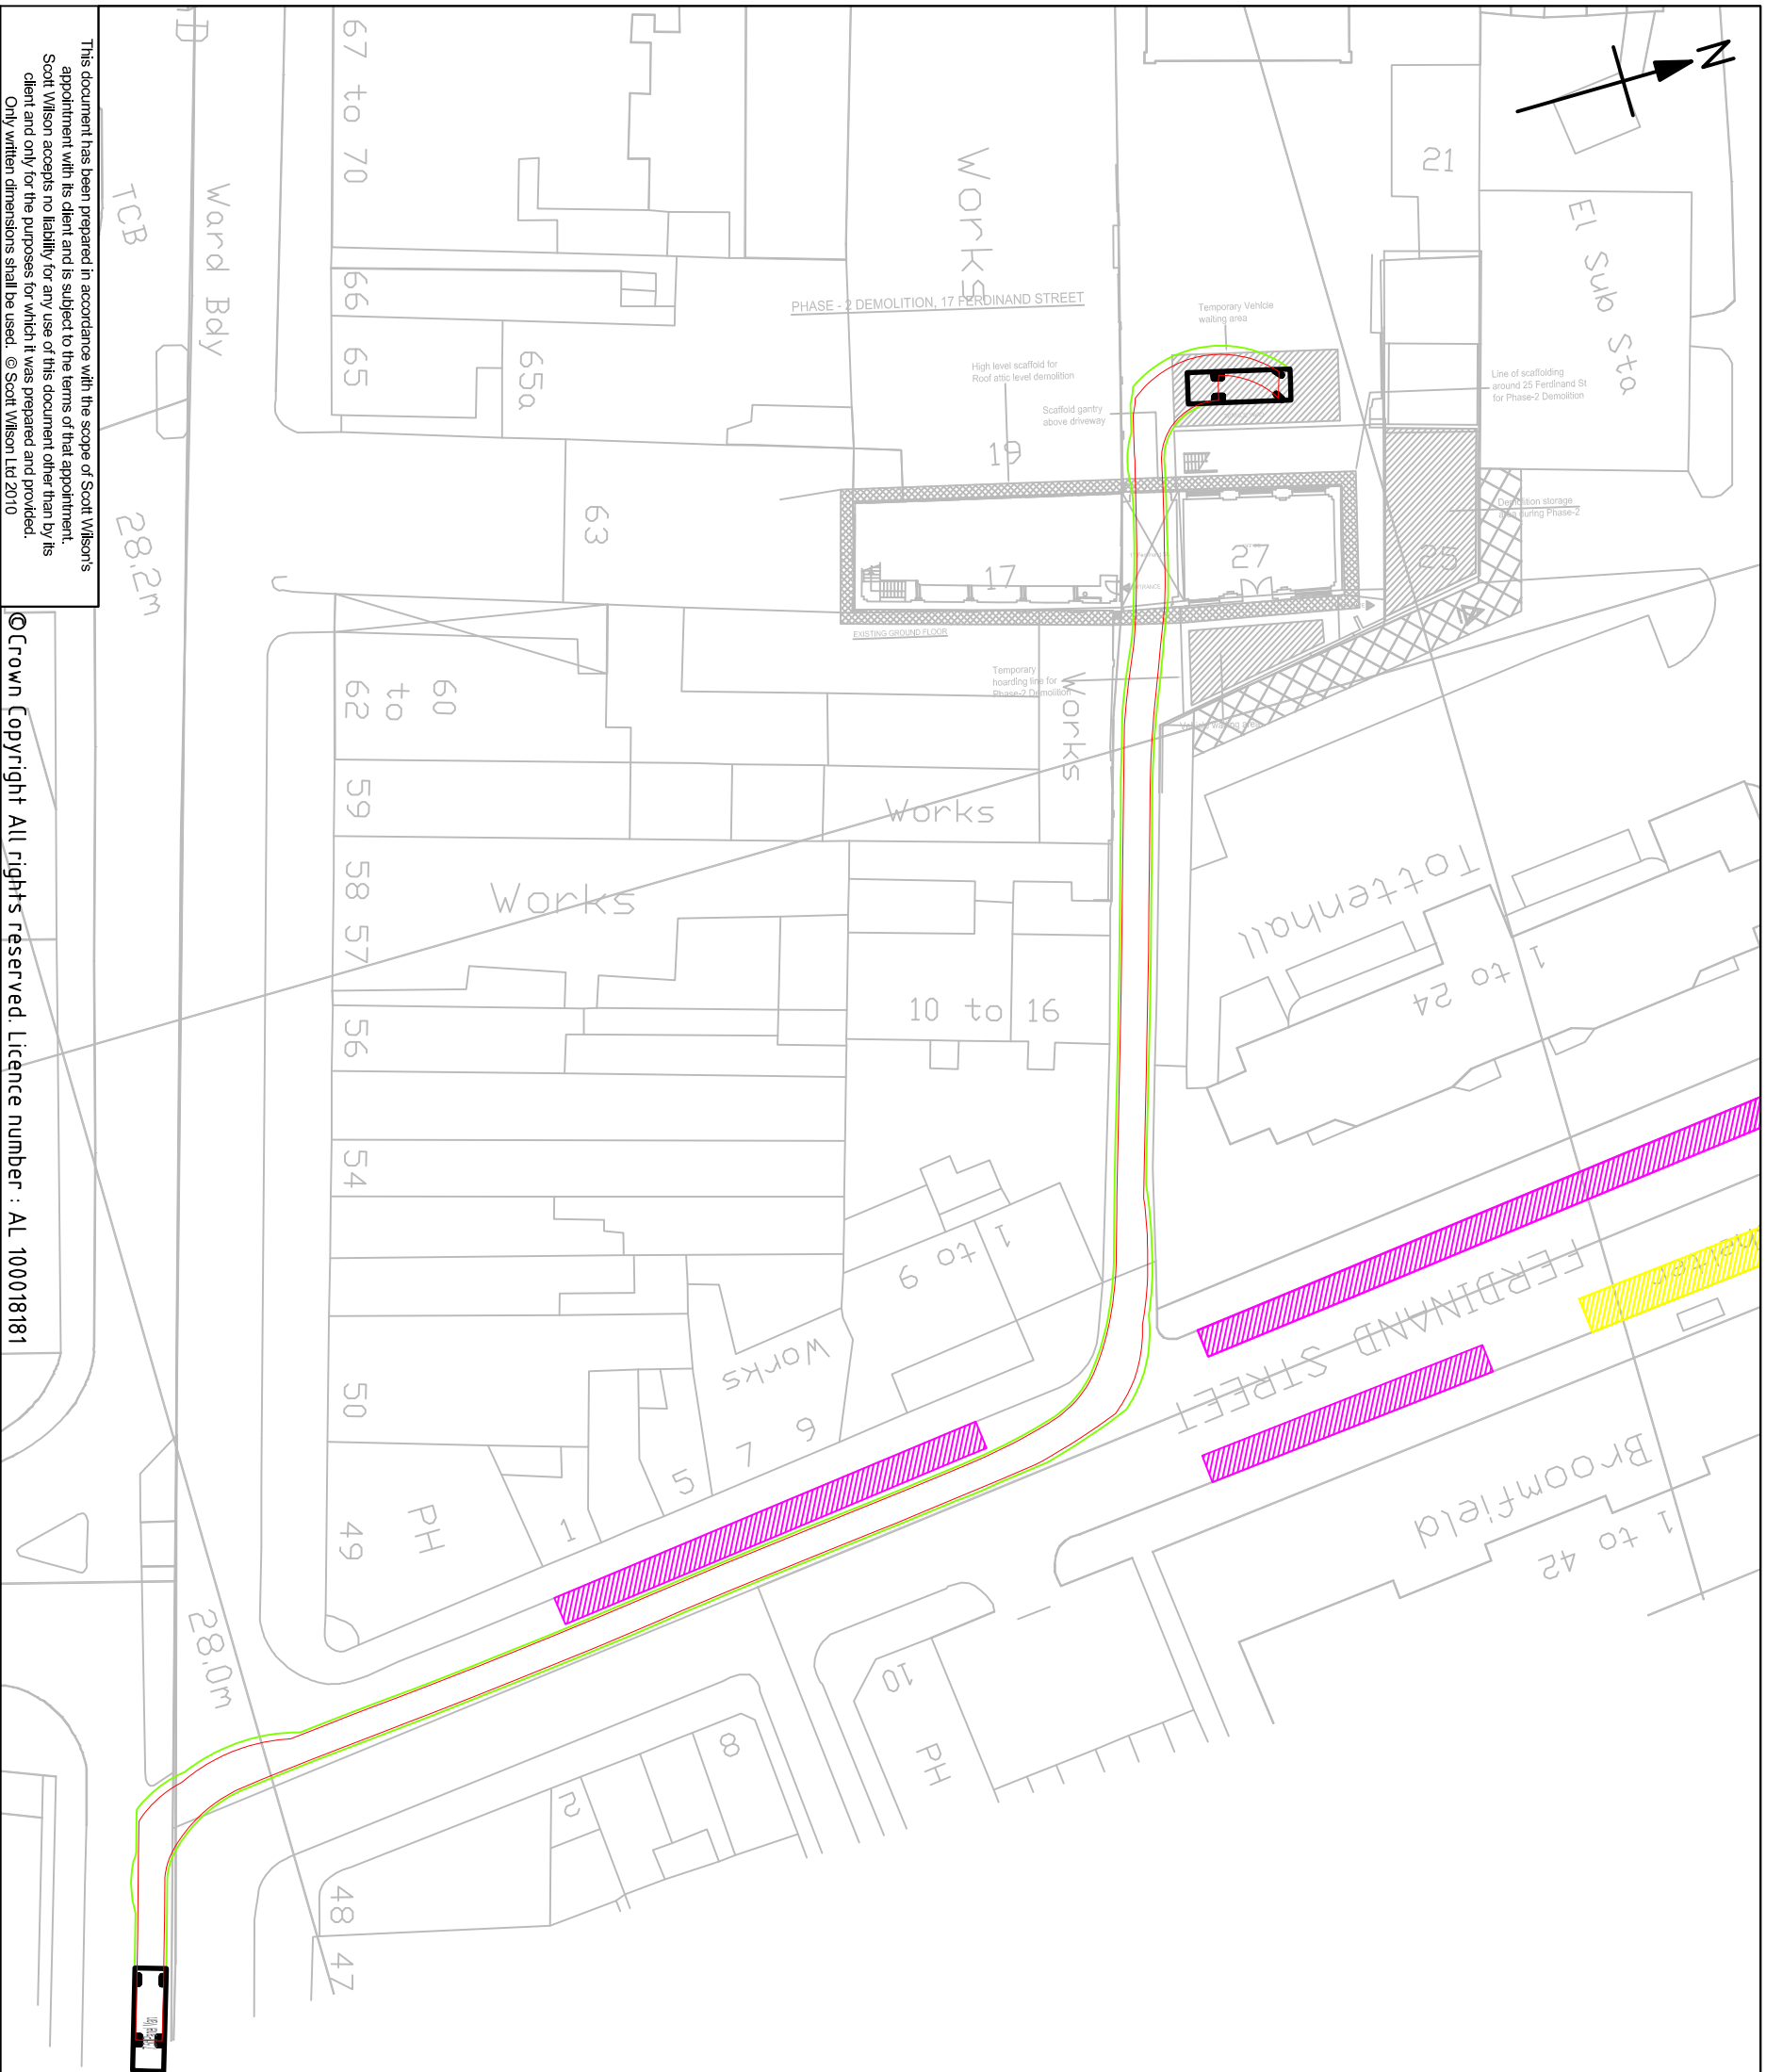 N
21
El Sub Sta
67 to 70
Works
TCB
Ward Bdy
66
65
65a
PHASE - 2 DEMOLITION, 17 FERDINAND STREET
Temporary Vehicle
waiting area
High level scaffold for
Roof attic level demolition
Scaffold gantry
above driveway
Line of scaffolding
around 25 Ferdinand St
for Phase-2 Demolition
19
63
17
27
25
Demolition storage
area during Phase-2
28.2m
EXISTING GROUND FLOOR
Temporary
hoarding line for
Phase-2 Demolition
Works
Vehicle waiting area
60
to
62
59
Works
58
57
Works
Tottenhall
1 to 24
10 to 16
56
54
1 to 9
FERDINAND STREET
Works
50
5
7
9
Broomfield
1 to 42
49
PH
1
28.0m
10
PH
8
2
48
47
This document has been prepared in accordance with the scope of Scott Wilson's
appointment with its client and is subject to the terms of that appointment.
Scott Wilson accepts no liability for any use of this document other than by its
client and only for the purposes for which it was prepared and provided.
Only written dimensions shall be used. © Scott Wilson Ltd 2010
©Crown Copyright All rights reserved. Licence number : AL 100018181